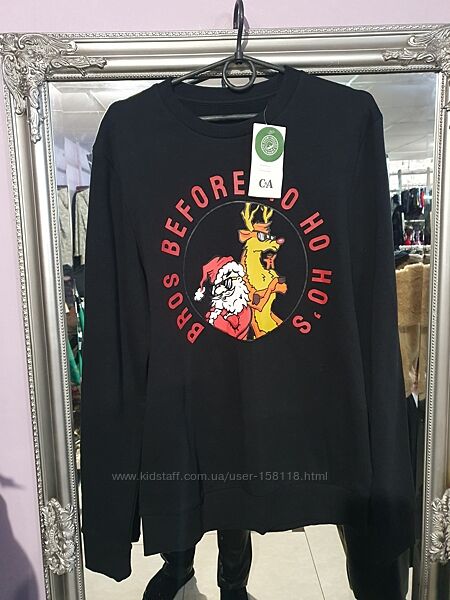 BROS BEFORE HO HO HO'S
C&A
www.kidstaff.com.ua/user-158118.html